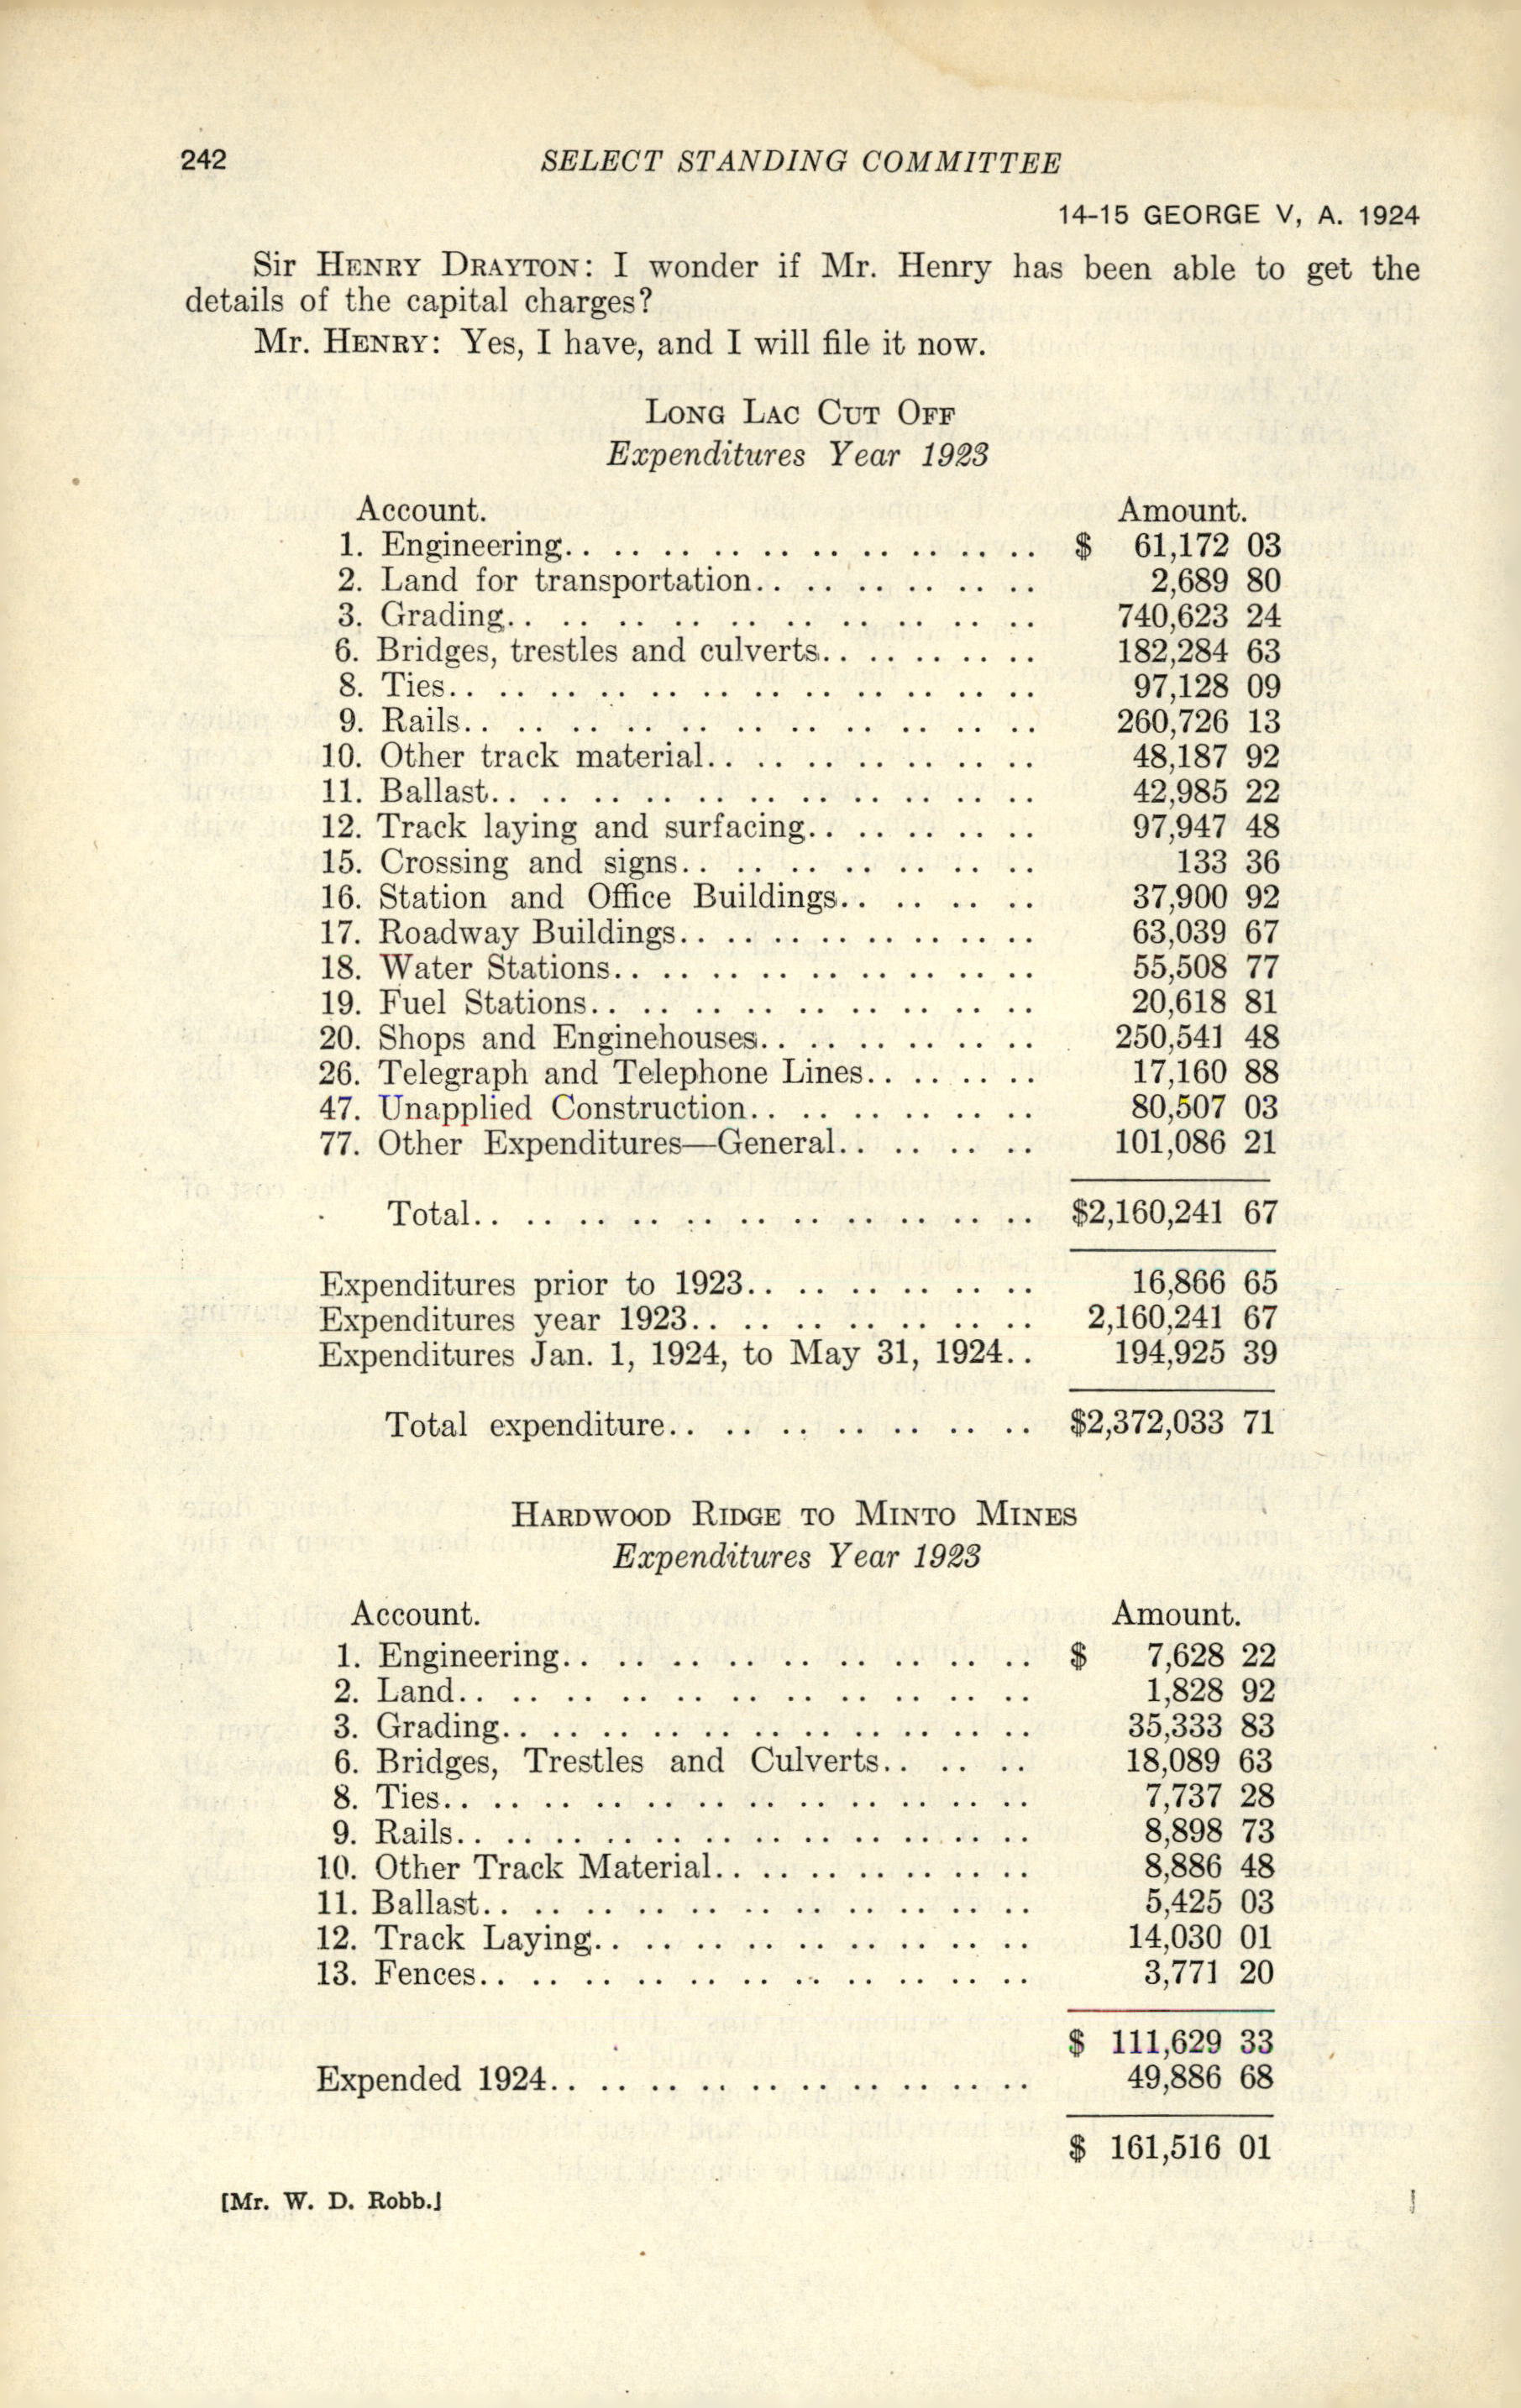 242
SELECT STANDING COMMITTEE
14-15 GEORGE V, A. 1924
Sir HENRY DRAYTON: I wonder if Mr. Henry has been able to get the
details of the capital charges?
Mr. HENRY: Yes, I have, and I will file it now.
LONG LAC CUT OFF
Expenditures Year 1923
Account. Amount.
1. Engineering.. .. .. .. .. .. .. .. .. .. $ 61,172 03
2. Land for transportation.. .. .. .. .. .. 2,689 80
3. Grading.. .. .. .. .. .. .. .. .. .. .. 740,623 24
6. Bridges, trestles and culverts.. .. .. .. .. 182,284 63
8. Ties.. .. .. .. .. .. .. .. .. .. .. .. 97,128 09
9. Rails.. .. .. .. .. .. .. .. .. .. .. .. 260,726 13
10. Other track material.. .. .. .. .. .. .. 48,187 92
11. Ballast.. .. .. .. .. .. .. .. .. .. .. 42,985 22
12. Track laying and surfacing.. .. .. .. .. 97,947 48
15. Crossing and signs.. .. .. .. .. .. .. 133 36
16. Station and Office Buildings.. .. .. .. 37,900 92
17. Roadway Buildings.. .. .. .. .. .. .. .. 63,039 67
18. Water Stations.. .. .. .. .. .. .. .. .. 55,508 77
19. Fuel Stations.. .. .. .. .. .. .. .. .. 20,618 81
20. Shops and Enginehouses.. .. .. .. .. .. 250,541 48
26. Telegraph and Telephone Lines.. .. .. .. 17,160 88
47. Unapplied Construction.. .. .. .. .. .. 80,507 03
77. Other Expenditures—General.. .. .. .. 101,086 21
Total.. .. .. .. .. .. .. .. .. .. .. $2,160,241 67
Expenditures prior to 1923.. .. .. .. .. .. 16,866 65
Expenditures year 1923.. .. .. .. .. .. .. 2,160,241 67
Expenditures Jan. 1, 1924, to May 31, 1924.. 194,925 39
Total expenditure.. .. .. .. .. .. .. $2,372,033 71
HARDWOOD RIDGE TO MINTO MINES
Expenditures Year 1923
Account. Amount.
1. Engineering.. .. .. .. .. .. .. .. .. $ 7,628 22
2. Land.. .. .. .. .. .. .. .. .. .. .. 1,828 92
3. Grading.. .. .. .. .. .. .. .. .. .. .. 35,333 83
6. Bridges, Trestles and Culverts.. .. .. .. 18,089 63
8. Ties.. .. .. .. .. .. .. .. .. .. .. .. 7,737 28
9. Rails.. .. .. .. .. .. .. .. .. .. .. .. 8,898 73
10. Other Track Material.. .. .. .. .. .. .. 8,886 48
11. Ballast.. .. .. .. .. .. .. .. .. .. .. 5,425 03
12. Track Laying.. .. .. .. .. .. .. .. .. 14,030 01
13. Fences.. .. .. .. .. .. .. .. .. .. .. 3,771 20
$ 111,629 33
Expended 1924.. .. .. .. .. .. .. .. .. .. 49,886 68
$ 161,516 01
[Mr. W. D. Robb.]